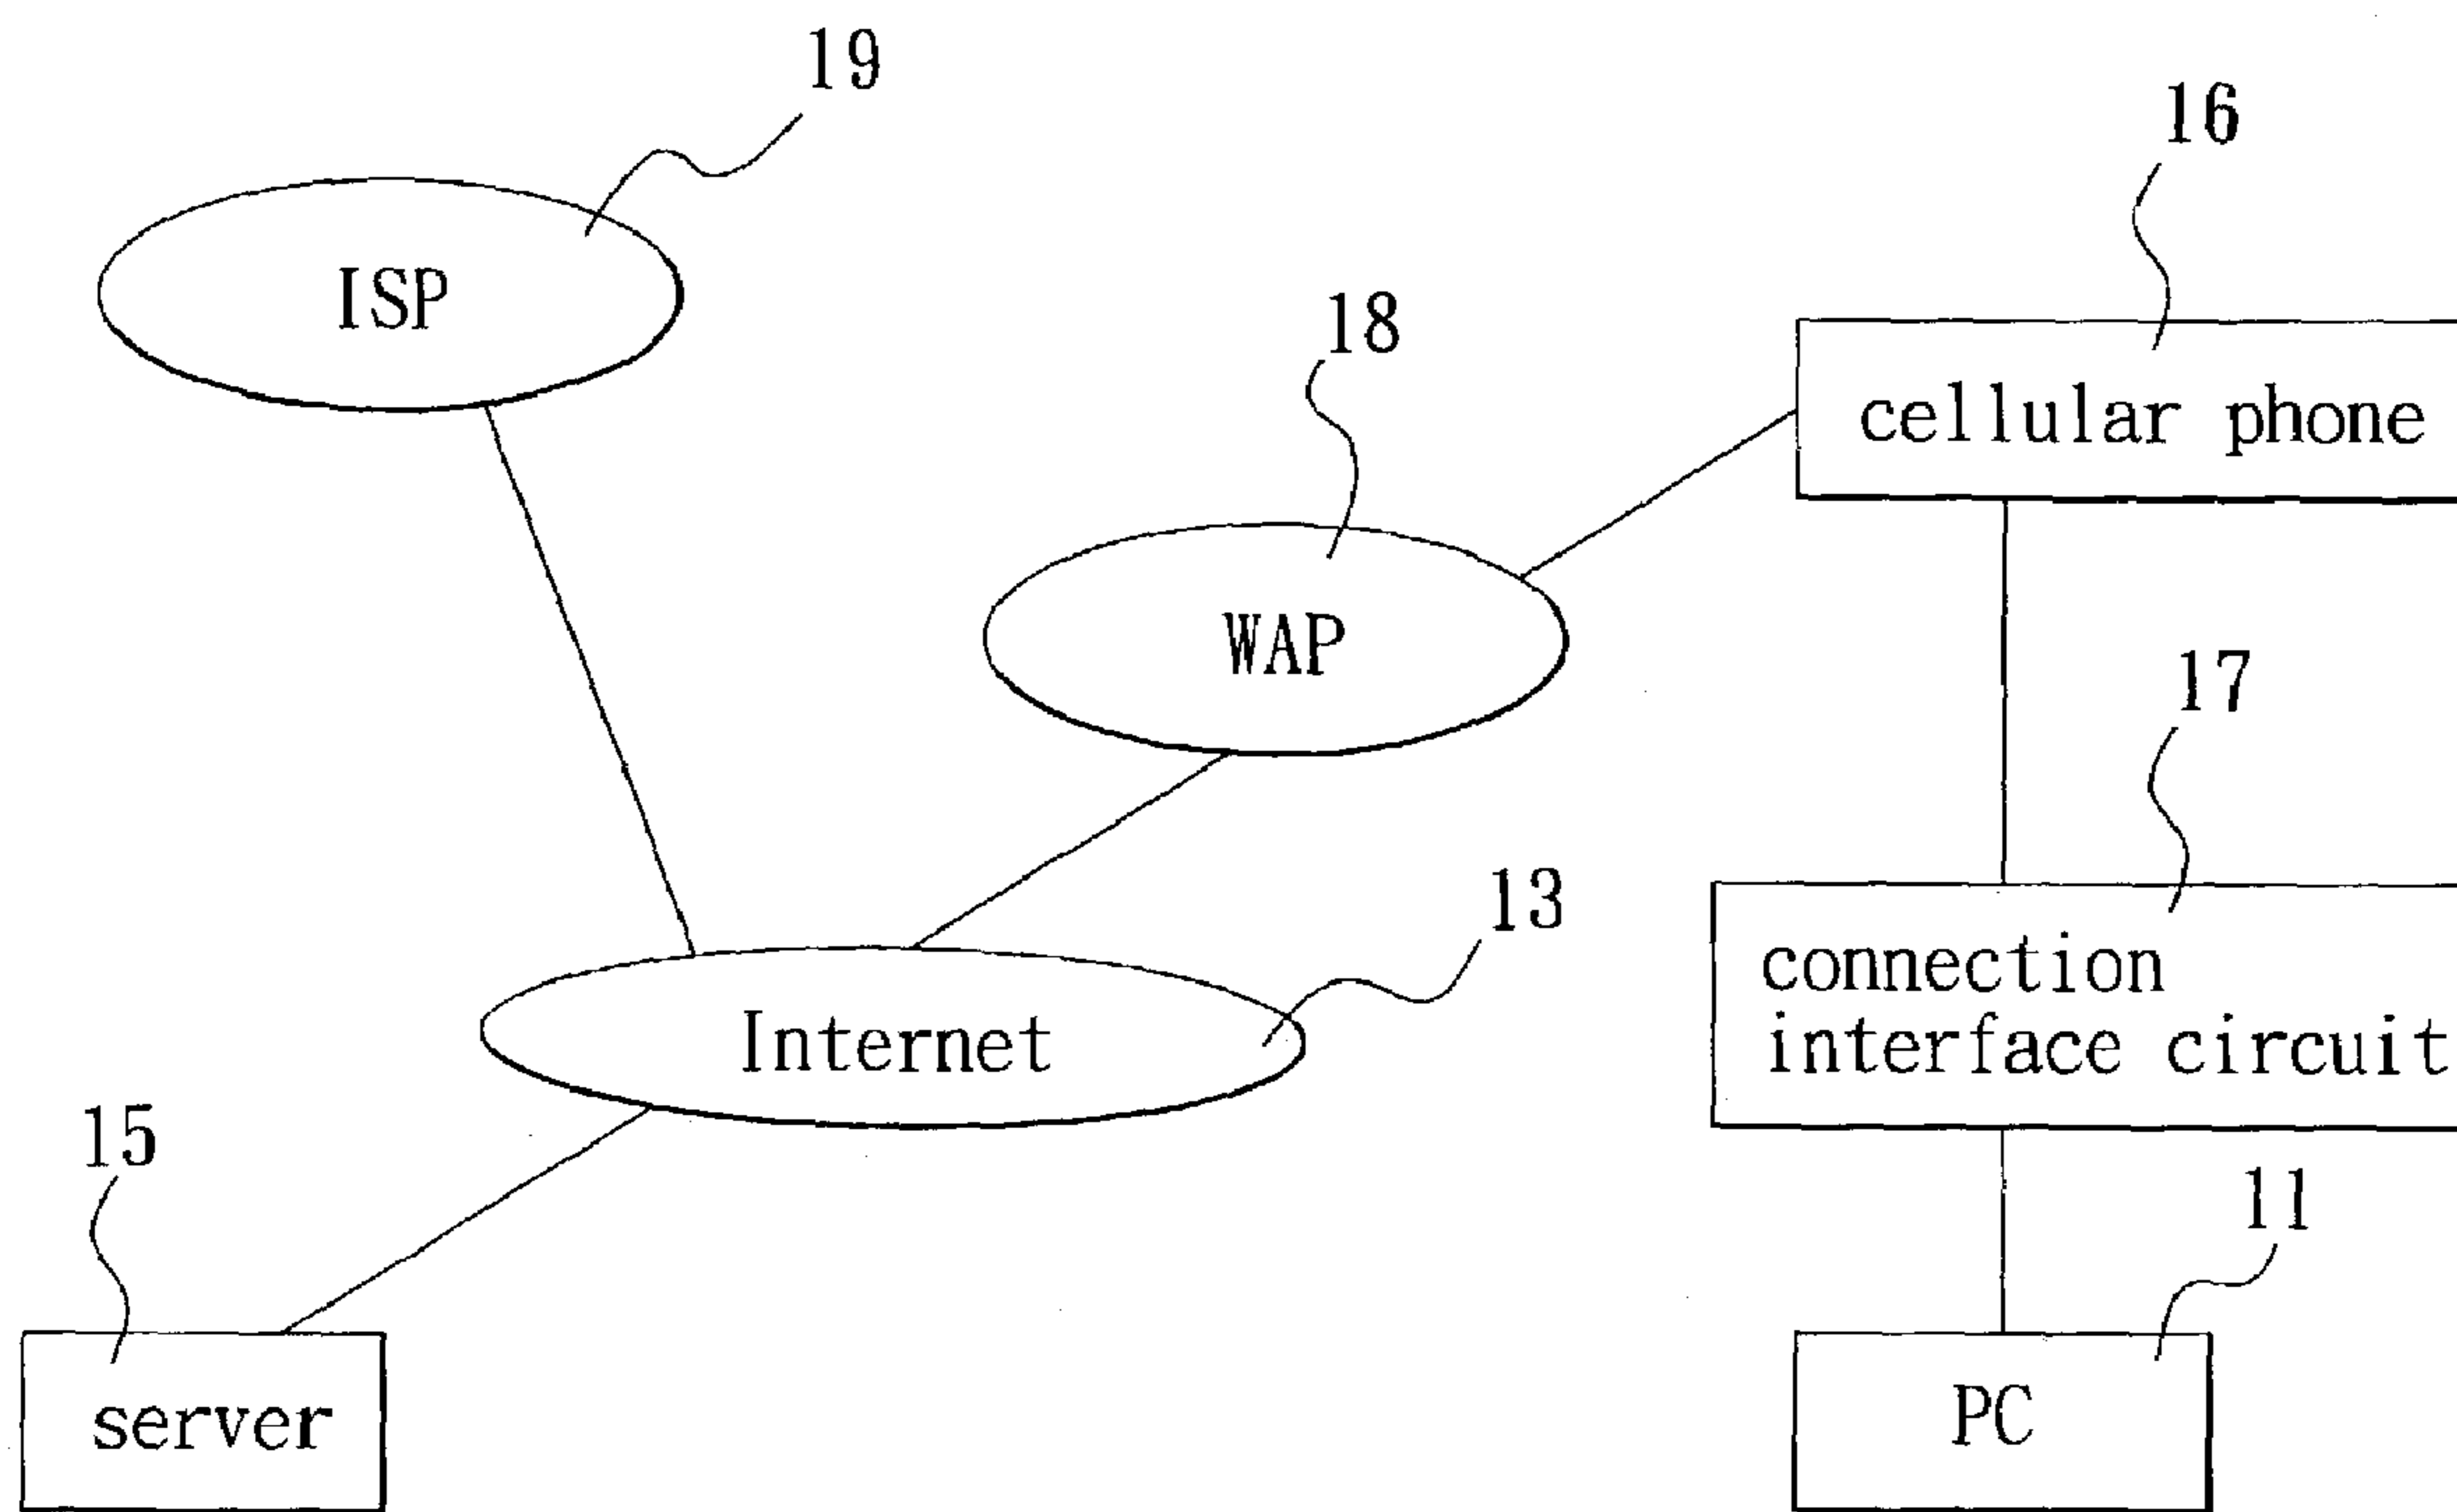 19
16
ISP
18
cellular phone
WAP
17
13
connection
interface circuit
Internet
15
11
server
PC